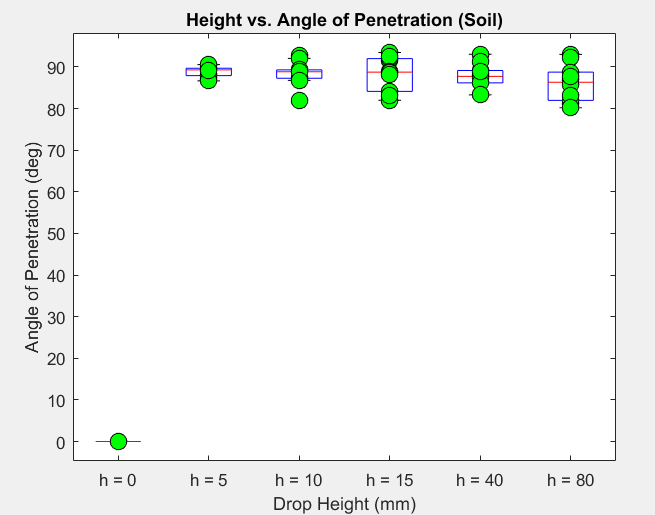 Height vs. Angle of Penetration (Soil)
Angle of Penetration (deg)
90
80
70
60
50
40
30
20
10
0
h = 0 h = 5 h = 10 h = 15 h = 40 h = 80
Drop Height (mm)